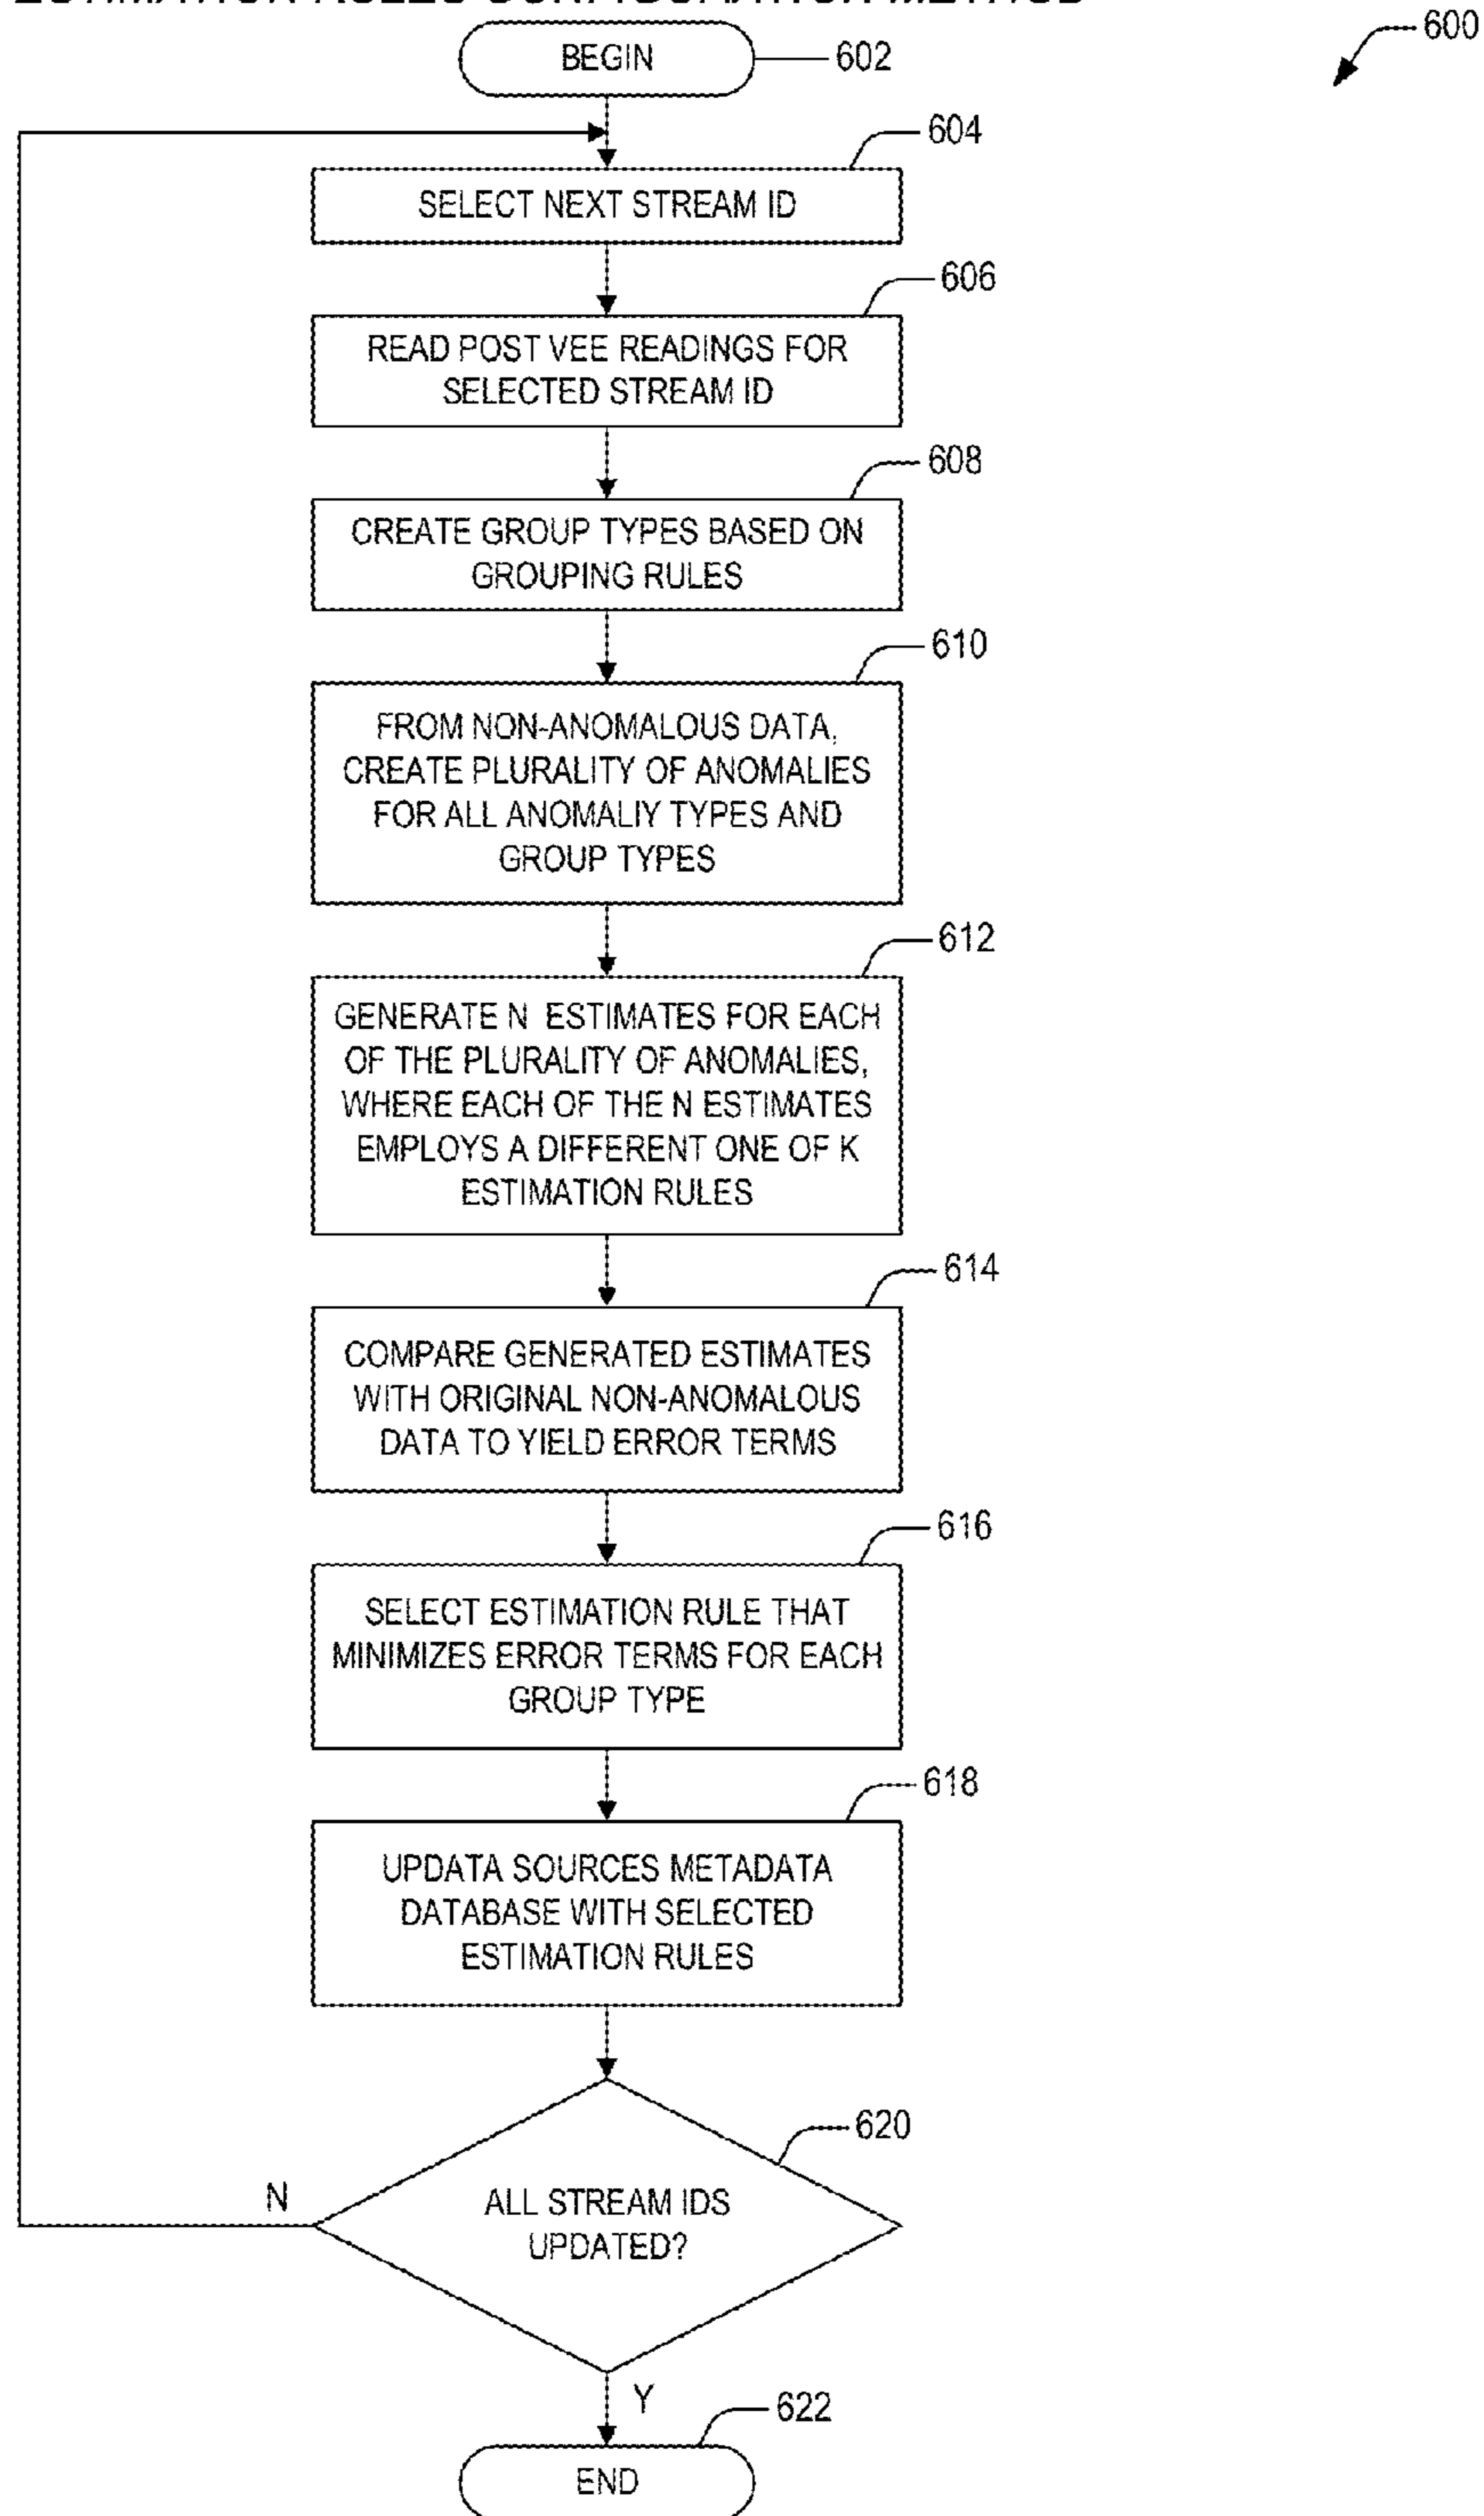 ESTIMATION RULES CONFIGURATION METHOD
600
BEGIN
602
604
SELECT NEXT STREAM ID
606
READ POST VEE READINGS FOR
SELECTED STREAM ID
608
CREATE GROUP TYPES BASED ON
GROUPING RULES
610
FROM NON-ANOMALOUS DATA,
CREATE PLURALITY OF ANOMALIES
FOR ALL ANOMALIY TYPES AND
GROUP TYPES
612
GENERATE N ESTIMATES FOR EACH
OF THE PLURALITY OF ANOMALIES,
WHERE EACH OF THE N ESTIMATES
EMPLOYS A DIFFERENT ONE OF K
ESTIMATION RULES
614
COMPARE GENERATED ESTIMATES
WITH ORIGINAL NON-ANOMALOUS
DATA TO YIELD ERROR TERMS
616
SELECT ESTIMATION RULE THAT
MINIMIZES ERROR TERMS FOR EACH
GROUP TYPE
618
UPDATA SOURCES METADATA
DATABASE WITH SELECTED
ESTIMATION RULES
620
N
ALL STREAM IDS
UPDATED?
Y
622
END